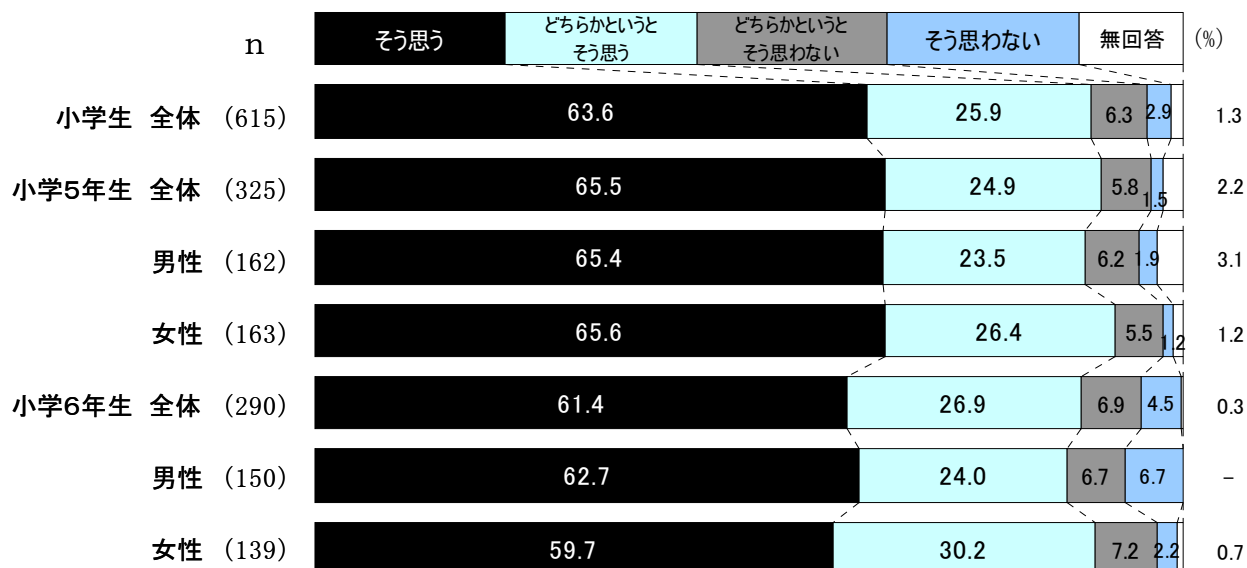 n そう思う どちらかというと そう思う どちらかというと そう思わない そう思わない 無回答 (%)
小学生 全体 (615) 63.6 25.9 6.3 2.9 1.3
小学5年生 全体 (325) 65.5 24.9 5.8 1.5 2.2
男性 (162) 65.4 23.5 6.2 1.9 3.1
女性 (163) 65.6 26.4 5.5 1.2 1.2
小学6年生 全体 (290) 61.4 26.9 6.9 4.5 0.3
男性 (150) 62.7 24.0 6.7 6.7 -
女性 (139) 59.7 30.2 7.2 2.2 0.7